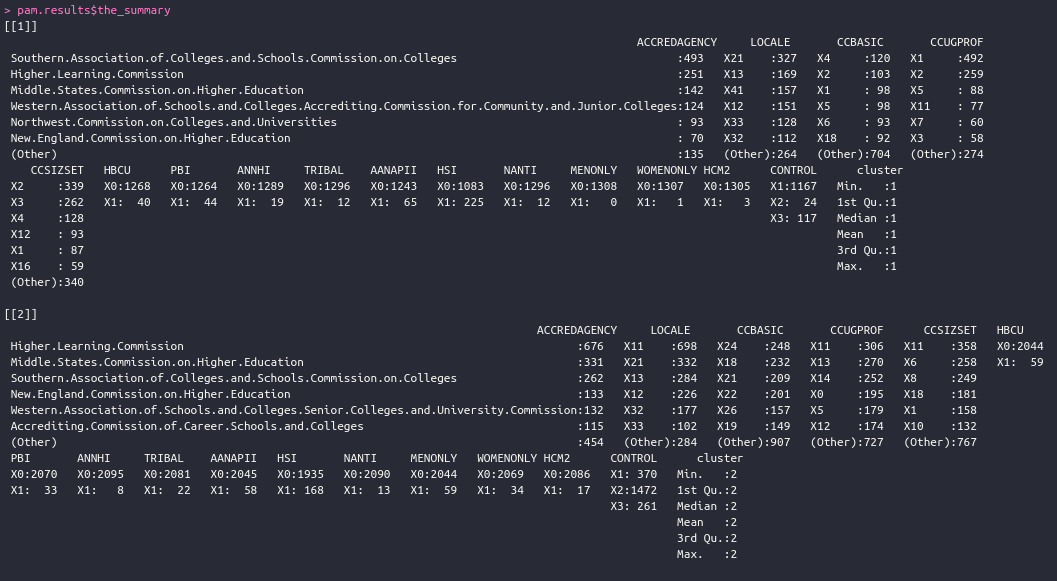 > pam.results$the_summary
[[1]]
ACCREDAGENCY LOCALE CCBASIC CCUGPROF
Southern.Association.of.Colleges.and.Schools.Commission.on.Colleges :493 X21 :327 X4 :120 X1 :492
Higher.Learning.Commission :251 X13 :169 X2 :103 X2 :259
Middle.States.Commission.on.Higher.Education :142 X41 :157 X1 : 98 X5 : 88
Western.Association.of.Schools.and.Colleges.Accrediting.Commission.for.Community.and.Junior.Colleges:124 X12 :151 X5 : 98 X11 : 77
Northwest.Commission.on.Colleges.and.Universities : 93 X33 :128 X6 : 93 X7 : 60
New.England.Commission.on.Higher.Education : 70 X32 :112 X18 : 92 X3 : 58
(Other) :135 (Other):264 (Other):704 (Other):274
CCSIZSET HBCU PBI ANNHI TRIBAL AANAPII HSI NANTI MENONLY WOMENONLY HCM2 CONTROL cluster
X2 :339 X0:1268 X0:1264 X0:1289 X0:1296 X0:1243 X0:1083 X0:1296 X0:1308 X0:1307 X0:1305 X1:1167 Min. :1
X3 :262 X1: 40 X1: 44 X1: 19 X1: 12 X1: 65 X1: 225 X1: 12 X1: 0 X1: 1 X1: 3 X2: 24 1st Qu.:1
X4 :128 X3: 117 Median :1
X12 : 93 Mean :1
X1 : 87 3rd Qu.:1
X16 : 59 Max. :1
(Other):340
[[2]]
ACCREDAGENCY LOCALE CCBASIC CCUGPROF CCSIZSET HBCU
Higher.Learning.Commission :676 X11 :698 X24 :248 X11 :306 X11 :358 X0:2044
Middle.States.Commission.on.Higher.Education :331 X21 :332 X18 :232 X13 :270 X6 :258 X1: 59
Southern.Association.of.Colleges.and.Schools.Commission.on.Colleges :262 X13 :284 X21 :209 X14 :252 X8 :249
New.England.Commission.on.Higher.Education :133 X12 :226 X22 :201 X0 :195 X18 :181
Western.Association.of.Schools.and.Colleges.Senior.Colleges.and.University.Commission:132 X32 :177 X26 :157 X5 :179 X1 :158
Accrediting.Commission.of.Career.Schools.and.Colleges :115 X33 :102 X19 :149 X12 :174 X10 :132
(Other) :454 (Other):284 (Other):907 (Other):727 (Other):767
PBI ANNHI TRIBAL AANAPII HSI NANTI MENONLY WOMENONLY HCM2 CONTROL cluster
X0:2070 X0:2095 X0:2081 X0:2045 X0:1935 X0:2090 X0:2044 X0:2069 X0:2086 X1: 370 Min. :2
X1: 33 X1: 8 X1: 22 X1: 58 X1: 168 X1: 13 X1: 59 X1: 34 X1: 17 X2:1472 1st Qu.:2
X3: 261 Median :2
Mean :2
3rd Qu.:2
Max. :2